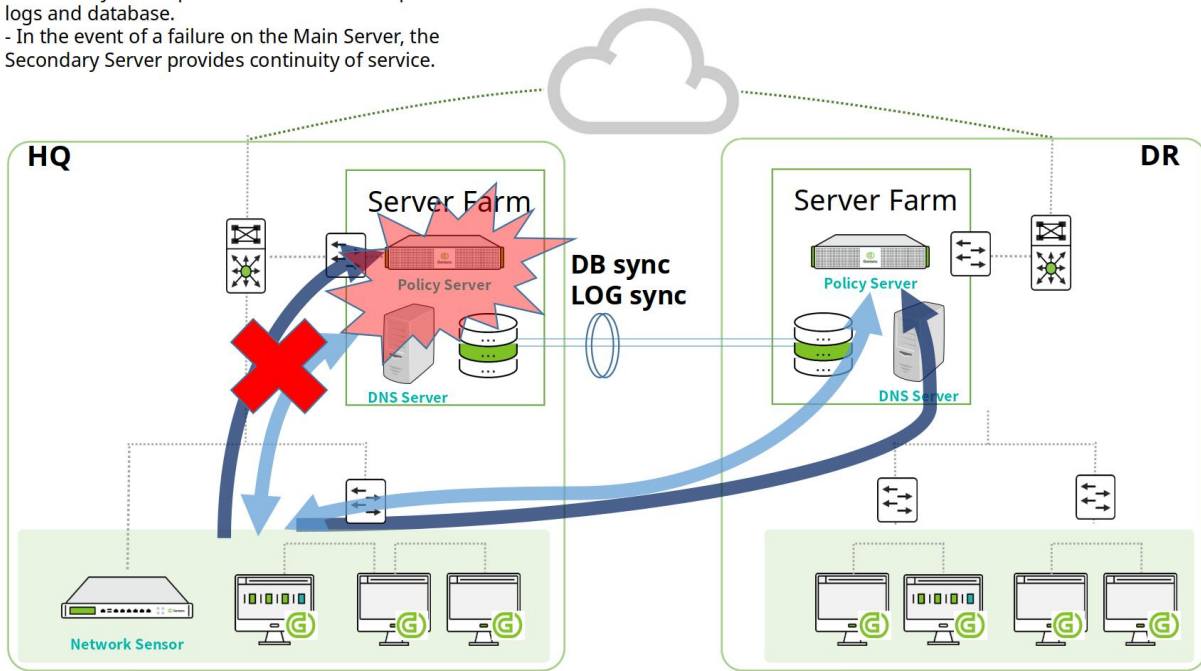 logs and database.
- In the event of a failure on the Main Server, the
Secondary Server provides continuity of service.
HQ
DR
Server Farm
Server Farm
Policy Server
Policy Server
DB sync
LOG sync
DNS Server
DNS Server
Network Sensor